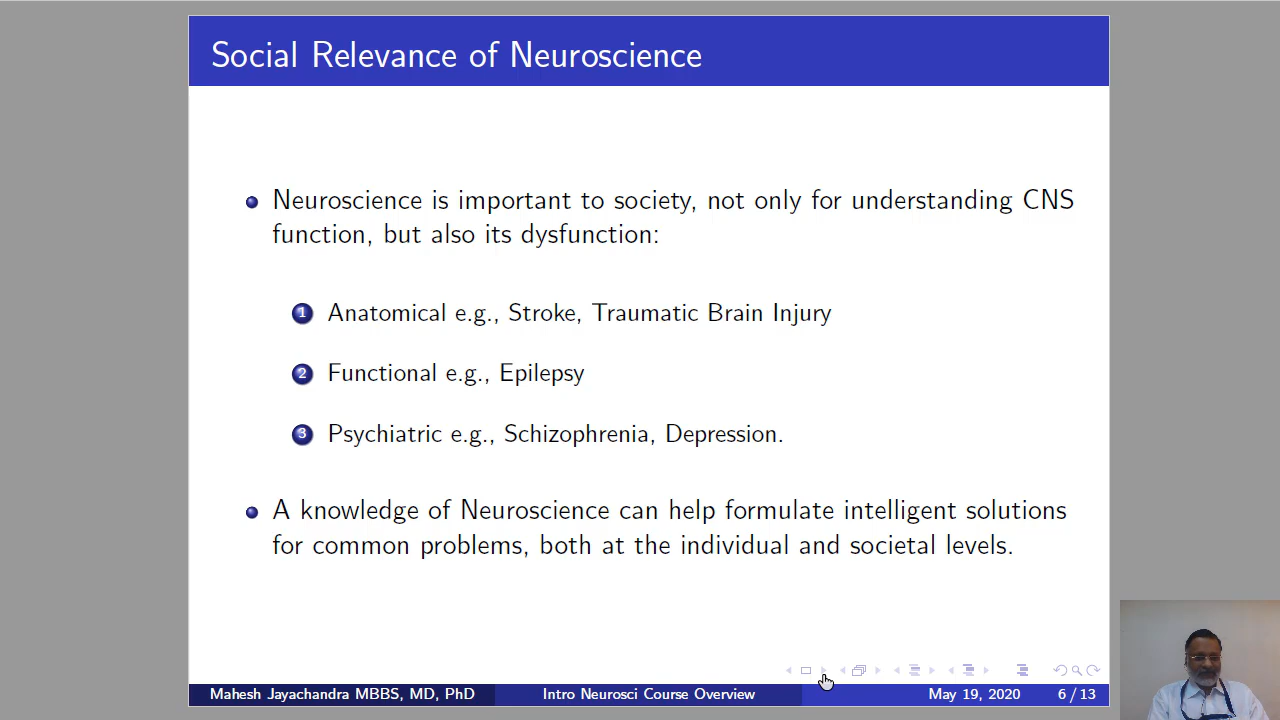 Social Relevance of Neuroscience
Neuroscience is important to society, not only for understanding CNS
function, but also its dysfunction:
1 Anatomical e.g., Stroke, Traumatic Brain Injury
2 Functional e.g., Epilepsy
3 Psychiatric e.g., Schizophrenia, Depression.
A knowledge of Neuroscience can help formulate intelligent solutions
for common problems, both at the individual and societal levels.
Mahesh Jayachandra MBBS, MD, PhD Intro Neurosci Course Overview May 19, 2020 6 / 13